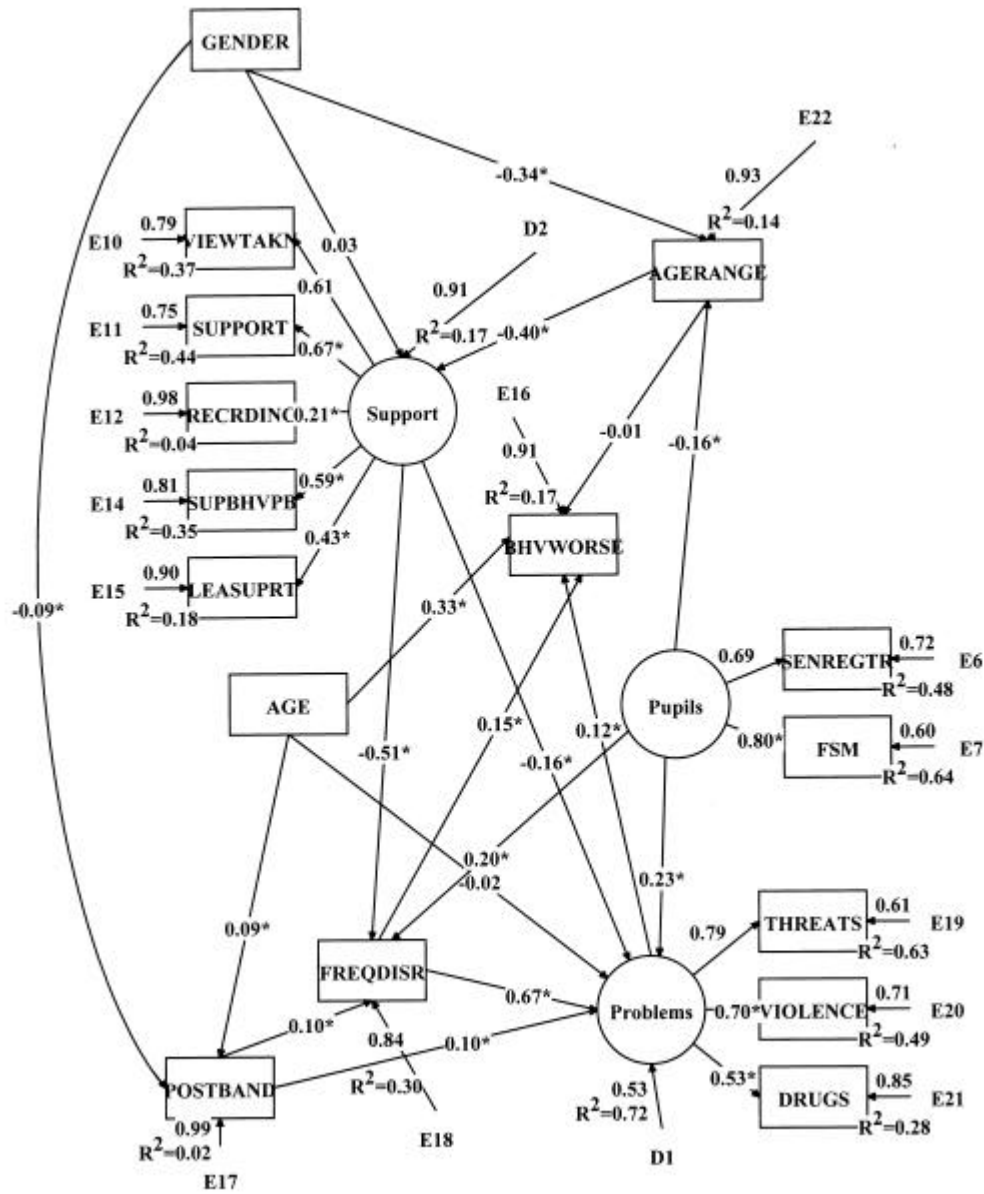 GENDER
E22
-0.34*
0.93
R²=0.14
0.79
VIEWTAKN
E10
R²=0.37
0.03
D2
AGERANGE
0.61
0.91
0.75
SUPPORT
E11
R²=0.44
0.67*
R²=0.17
-0.40*
0.98
E12
RECRDING
0.21*
R²=0.04
Support
E16
-0.01
-0.16*
0.91
0.81
E14
SUPBHVPB
0.59*
R²=0.35
R²=0.17
BHVWORSE
0.43*
0.90
E15
LEASUPRT
R²=0.18
-0.09*
0.33*
0.69
SENREGTR
0.72
E6
R²=0.48
AGE
Pupils
0.15*
0.12*
0.80*
FSM
0.60
E7
R²=0.64
-0.51*
-0.16*
0.20*
-0.02
0.23*
0.09*
0.79
THREATS
0.61
E19
R²=0.63
FREQDISR
0.67*
Problems
0.70*
VIOLENCE
0.71
E20
R²=0.49
0.10*
0.84
0.10*
POSTBAND
R²=0.30
0.53*
DRUGS
0.85
E21
R²=0.28
0.53
R²=0.72
0.99
R²=0.02
E18
D1
E17